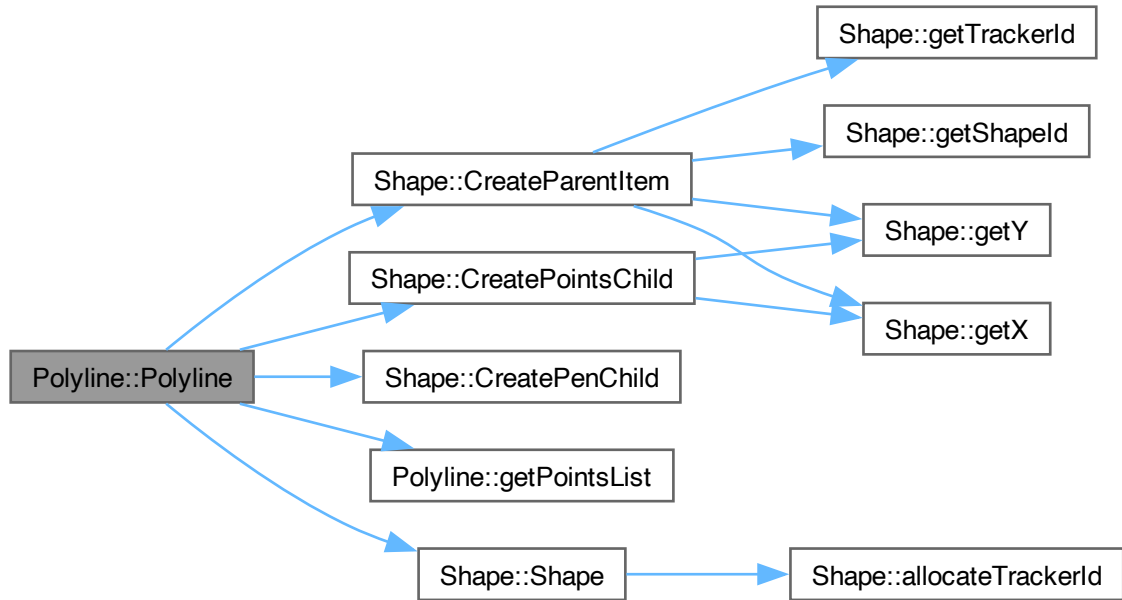 Shape::getTrackerId
Shape::getShapeId
Shape::CreateParentItem
Shape::getY
Shape::CreatePointsChild
Shape::getX
Polyline::Polyline
Shape::CreatePenChild
Polyline::getPointsList
Shape::Shape
Shape::allocateTrackerId